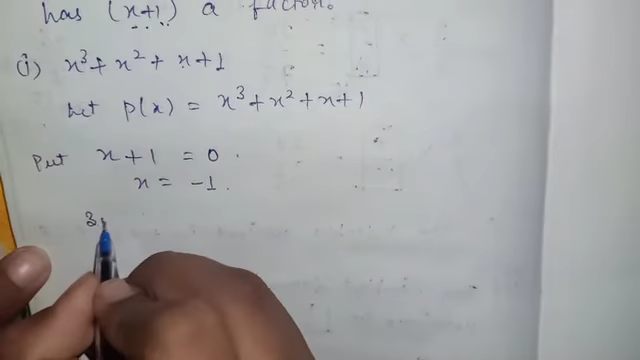 has (x+1) a factor.
(i) x³ + x² + x + 1
Let p(x) = x³ + x² + x + 1
Put x + 1 = 0.
x = -1.